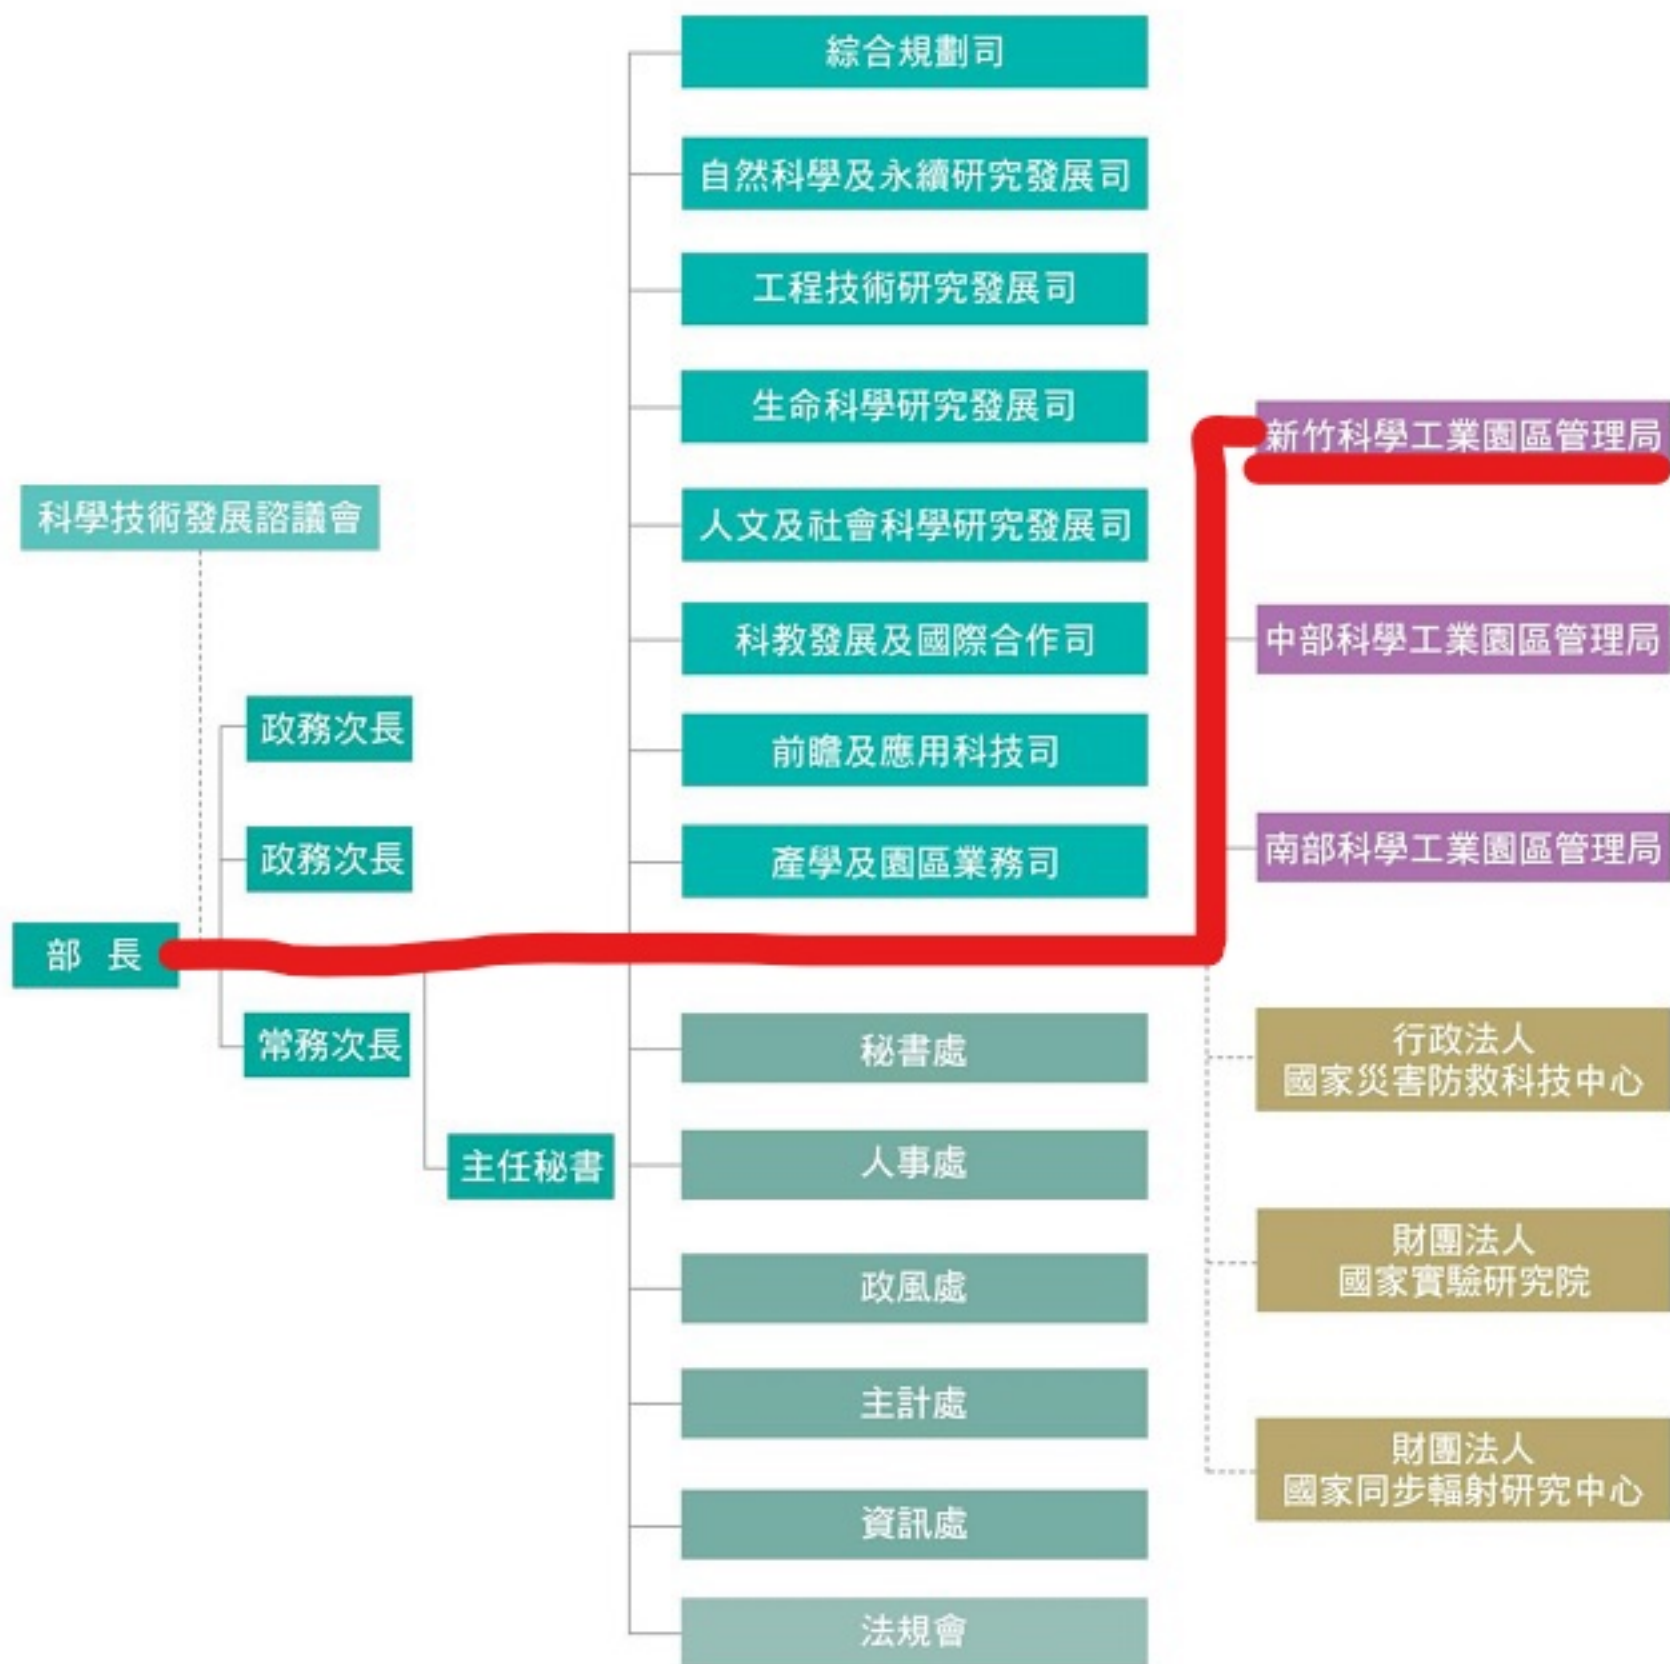 科學技術發展諮議會
政務次長
政務次長
部 長
常務次長
主任秘書
綜合規劃司
自然科學及永續研究發展司
工程技術研究發展司
生命科學研究發展司
人文及社會科學研究發展司
科教發展及國際合作司
前瞻及應用科技司
產學及園區業務司
秘書處
人事處
政風處
主計處
資訊處
法規會
新竹科學工業園區管理局
中部科學工業園區管理局
南部科學工業園區管理局
行政法人
國家災害防救科技中心
財團法人
國家實驗研究院
財團法人
國家同步輻射研究中心